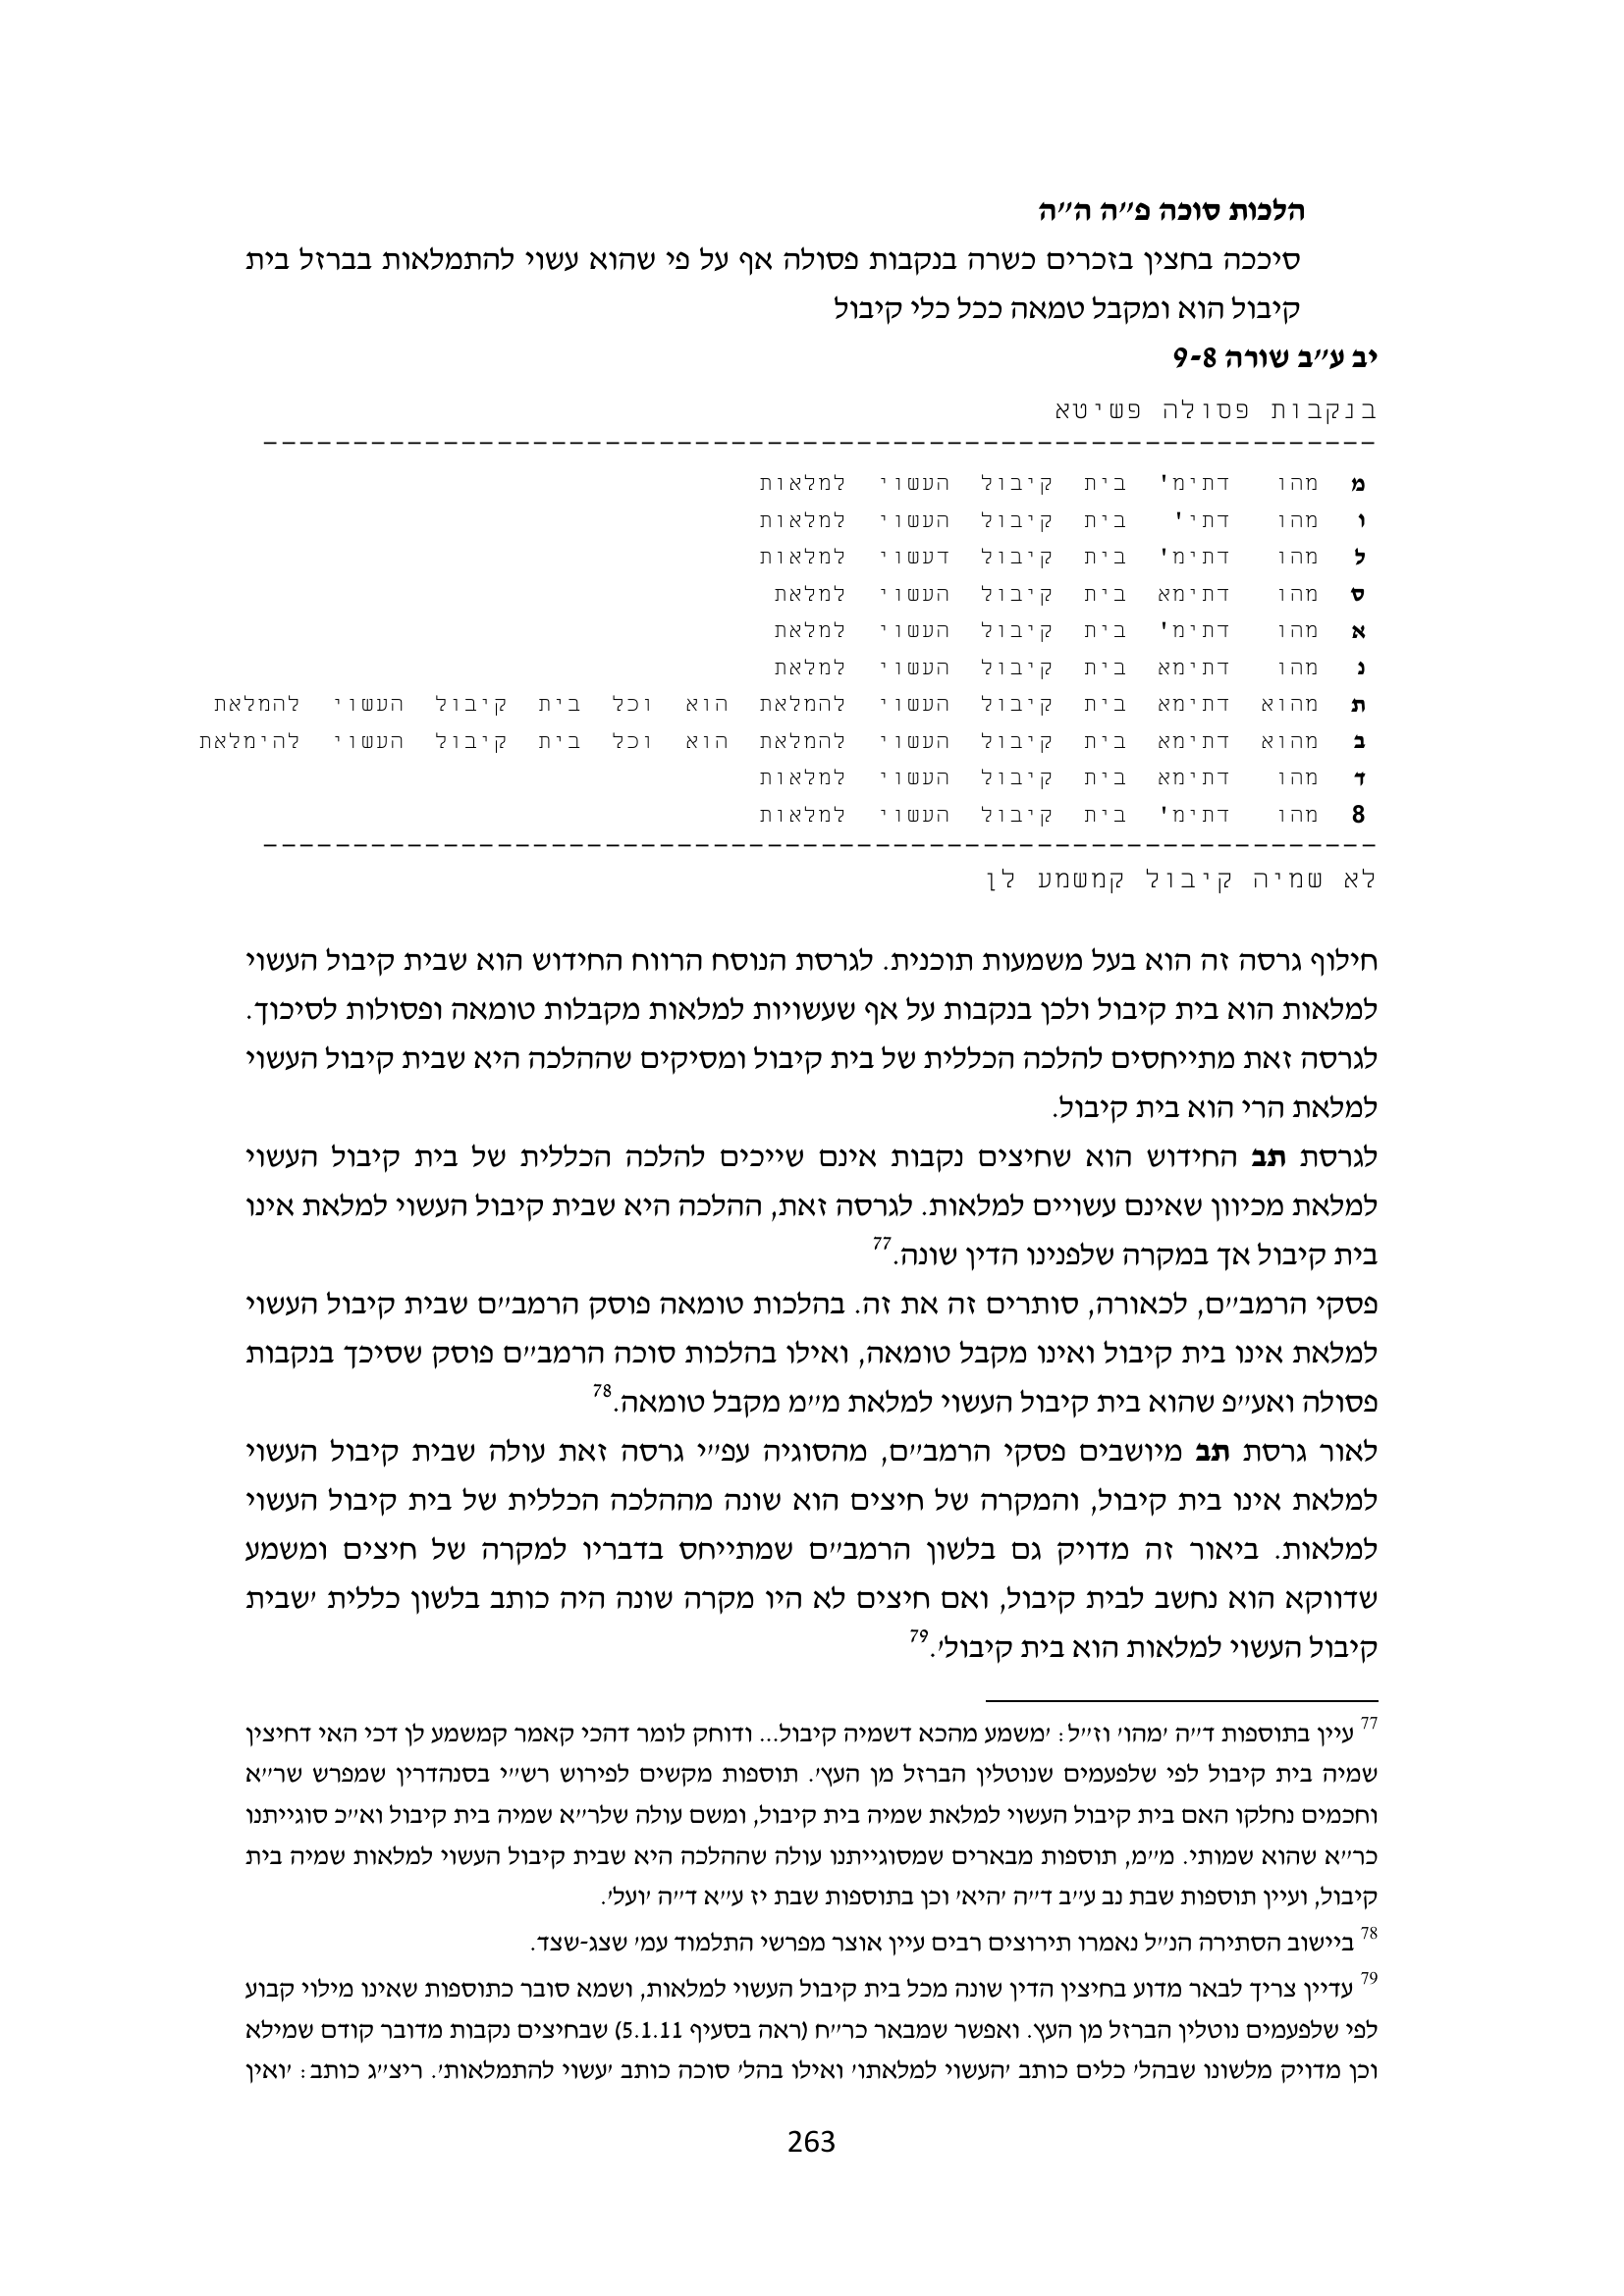 הלכות סוכה פ"ה ה"ה
סיככה בחצין בזכרים כשרה בנקבות פסולה אף על פי שהוא עשוי להתמלאות בברזל בית
קיבול הוא ומקבל טמאה ככל כלי קיבול
יב ע"ב שורה 9-8
בנקבות פסולה פשיטא
מ מהו דתימ' בית קיבול העשוי למלאות
ו מהו דתי' בית קיבול העשוי למלאות
ל מהו דתימ' בית קיבול דעשוי למלאות
ס מהו דתימא בית קיבול העשוי למלאת
א מהו דתימ' בית קיבול העשוי למלאת
נ מהו דתימא בית קיבול העשוי למלאת
ת מהוא דתימא בית קיבול העשוי להמלאת הוא וכל בית קיבול העשוי להמלאת
ב מהוא דתימא בית קיבול העשוי להמלאת הוא וכל בית קיבול העשוי להימלאת
ד מהו דתימא בית קיבול העשוי למלאות
8 מהו דתימ' בית קיבול העשוי למלאות
לא שמיה קיבול קמשמע לן
חילוף גרסה זה הוא בעל משמעות תוכנית. לגרסת הנוסח הרווח החידוש הוא שבית קיבול העשוי
למלאות הוא בית קיבול ולכן בנקבות על אף שעשויות למלאות מקבלות טומאה ופסולות לסיכוך.
לגרסה זאת מתייחסים להלכה הכללית של בית קיבול ומסיקים שההלכה היא שבית קיבול העשוי
למלאת הרי הוא בית קיבול.
לגרסת תב החידוש הוא שחיצים נקבות אינם שייכים להלכה הכללית של בית קיבול העשוי
למלאת מכיוון שאינם עשויים למלאות. לגרסה זאת, ההלכה היא שבית קיבול העשוי למלאת אינו
בית קיבול אך במקרה שלפנינו הדין שונה.77
פסקי הרמב"ם, לכאורה, סותרים זה את זה. בהלכות טומאה פוסק הרמב"ם שבית קיבול העשוי
למלאת אינו בית קיבול ואינו מקבל טומאה, ואילו בהלכות סוכה הרמב"ם פוסק שסיכך בנקבות
פסולה ואע"פ שהוא בית קיבול העשוי למלאת מ"מ מקבל טומאה.78
לאור גרסת תב מיושבים פסקי הרמב"ם, מהסוגיה עפ"י גרסה זאת עולה שבית קיבול העשוי
למלאת אינו בית קיבול, והמקרה של חיצים הוא שונה מההלכה הכללית של בית קיבול העשוי
למלאות. ביאור זה מדויק גם בלשון הרמב"ם שמתייחס בדבריו למקרה של חיצים ומשמע
שדווקא הוא נחשב לבית קיבול, ואם חיצים לא היו מקרה שונה היה כותב בלשון כללית 'שבית
קיבול העשוי למלאות הוא בית קיבול'.79
77 עיין בתוספות ד"ה 'מהו' וז"ל: 'משמע מהכא דשמיה קיבול... ודוחק לומר דהכי קאמר קמשמע לן דכי האי דחיצין
שמיה בית קיבול לפי שלפעמים שנוטלין הברזל מן העץ'. תוספות מקשים לפירוש רש"י בסנהדרין שמפרש שר"א
וחכמים נחלקו האם בית קיבול העשוי למלאת שמיה בית קיבול, ומשם עולה שלר"א שמיה בית קיבול וא"כ סוגייתנו
כר"א שהוא שמותי. מ"מ, תוספות מבארים שמסוגייתנו עולה שההלכה היא שבית קיבול העשוי למלאות שמיה בית
קיבול, ועיין תוספות שבת נב ע"ב ד"ה 'היא' וכן בתוספות שבת יז ע"א ד"ה 'ועל'.
78 ביישוב הסתירה הנ"ל נאמרו תירוצים רבים עיין אוצר מפרשי התלמוד עמ' שצג-שצד.
79 עדיין צריך לבאר מדוע בחיצין הדין שונה מכל בית קיבול העשוי למלאות, ושמא סובר כתוספות שאינו מילוי קבוע
לפי שלפעמים נוטלין הברזל מן העץ. ואפשר שמבאר כר"ח (ראה בסעיף 5.1.11) שבחיצים נקבות מדובר קודם שמילא
וכן מדויק מלשונו שבהל' כלים כותב 'העשוי למלאתו' ואילו בהל' סוכה כותב 'עשוי להתמלאות'. ריצ"ג כותב: 'ואין
263